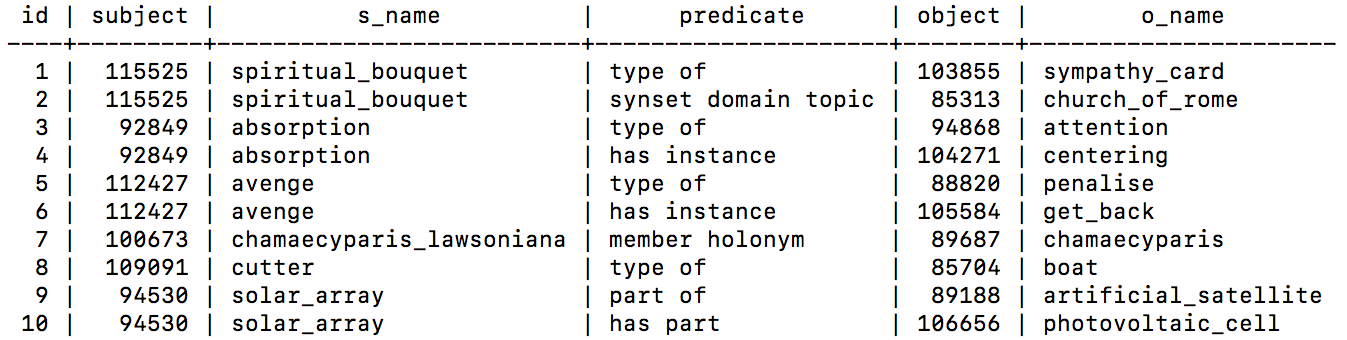 id | subject |         s_name           |      predicate       | object |        o_name
----+---------+--------------------------+----------------------+--------+-----------------------
  1 |  115525 | spiritual_bouquet        | type of              | 103855 | sympathy_card
  2 |  115525 | spiritual_bouquet        | synset domain topic  |  85313 | church_of_rome
  3 |   92849 | absorption               | type of              |  94868 | attention
  4 |   92849 | absorption               | has instance         | 104271 | centering
  5 |  112427 | avenge                   | type of              |  88820 | penalise
  6 |  112427 | avenge                   | has instance         | 105584 | get_back
  7 |  100673 | chamaecyparis_lawsoniana | member holonym       |  89687 | chamaecyparis
  8 |  109091 | cutter                   | type of              |  85704 | boat
  9 |   94530 | solar_array              | part of              |  89188 | artificial_satellite
 10 |   94530 | solar_array              | has part             | 106656 | photovoltaic_cell